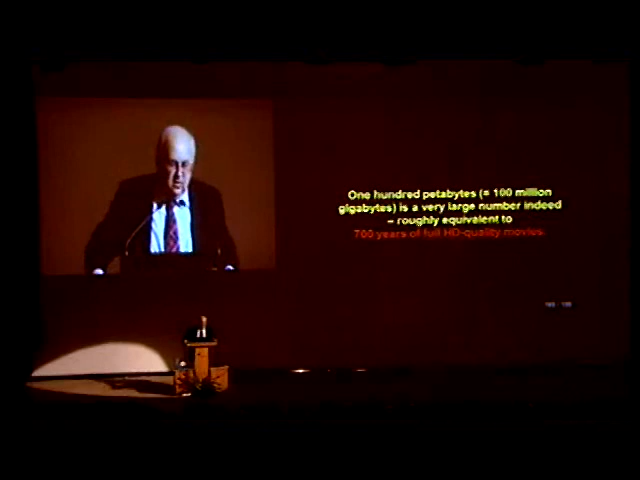 One hundred petabytes (= 100 million
gigabytes) is a very large number indeed
– roughly equivalent to
700 years of full HD-quality movies.